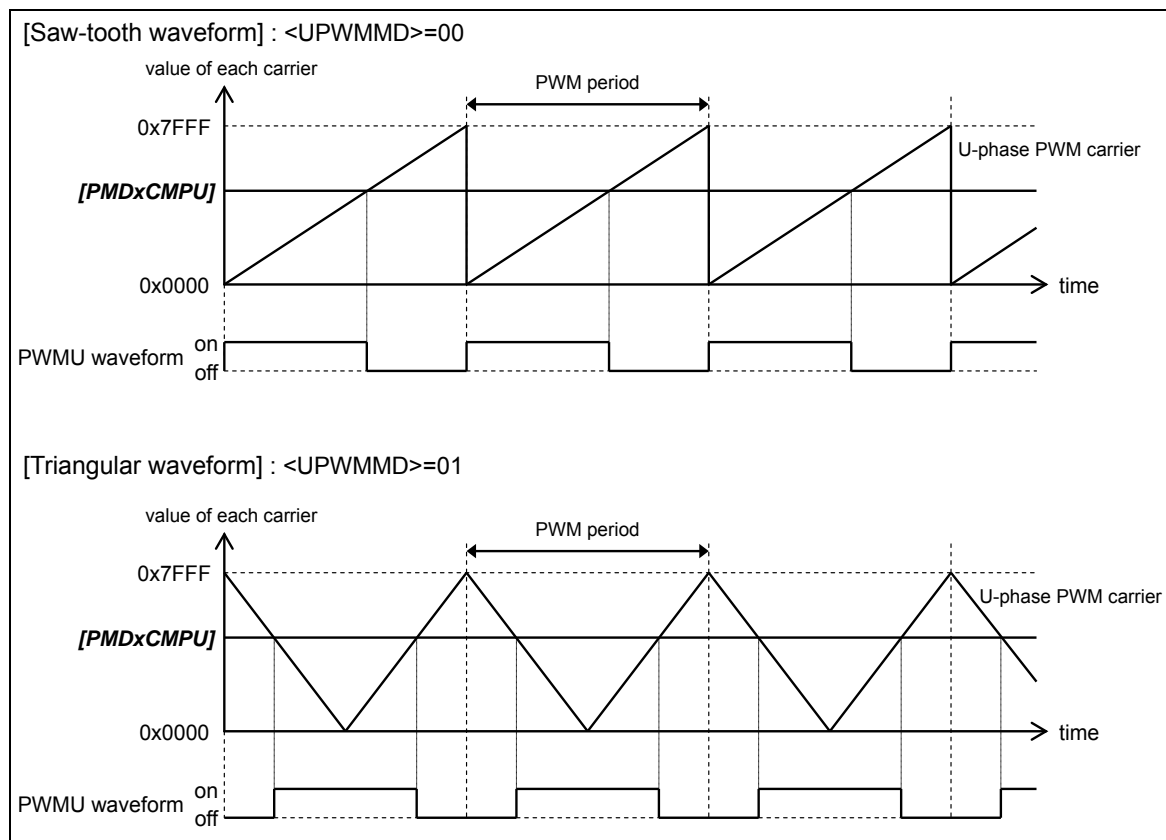 [Saw-tooth waveform] : <UPWMMD>=00
value of each carrier
PWM period
0x7FFF
U-phase PWM carrier
[PMDxCMPU]
0x0000
time
on
PWMU waveform
off
[Triangular waveform] : <UPWMMD>=01
value of each carrier
PWM period
0x7FFF
U-phase PWM carrier
[PMDxCMPU]
0x0000
time
on
PWMU waveform
off